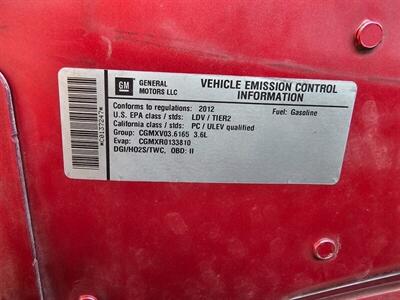 GM
GENERAL
MOTORS LLC
VEHICLE EMISSION CONTROL
INFORMATION
Conforms to regulations: 2012
Fuel: Gasoline
U.S. EPA class / stds: LDV / TIER2
California class / stds: PC / ULEV qualified
Group: CGMXV03.6165 3.6L
Evap: CGMXR0133810
DGI/HO2S/TWC, OBD: II
*C0137247*